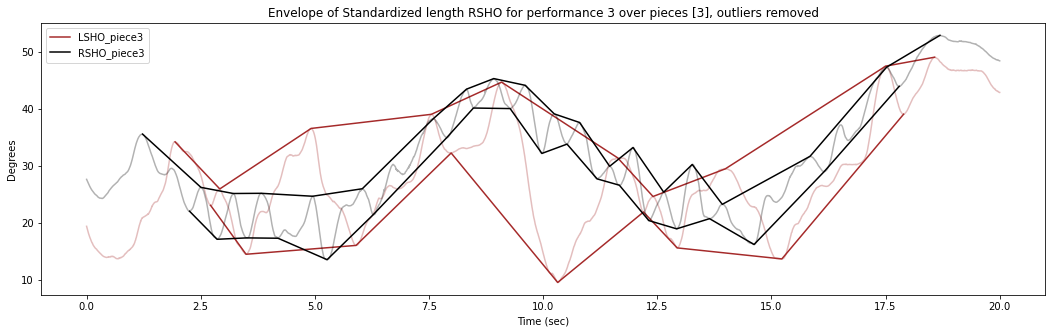 Envelope of Standardized length RSHO for performance 3 over pieces [3], outliers removed
LSHO_piece3
RSHO_piece3
Degrees
50
40
30
20
10
0.0 2.5 5.0 7.5 10.0 12.5 15.0 17.5 20.0
Time (sec)